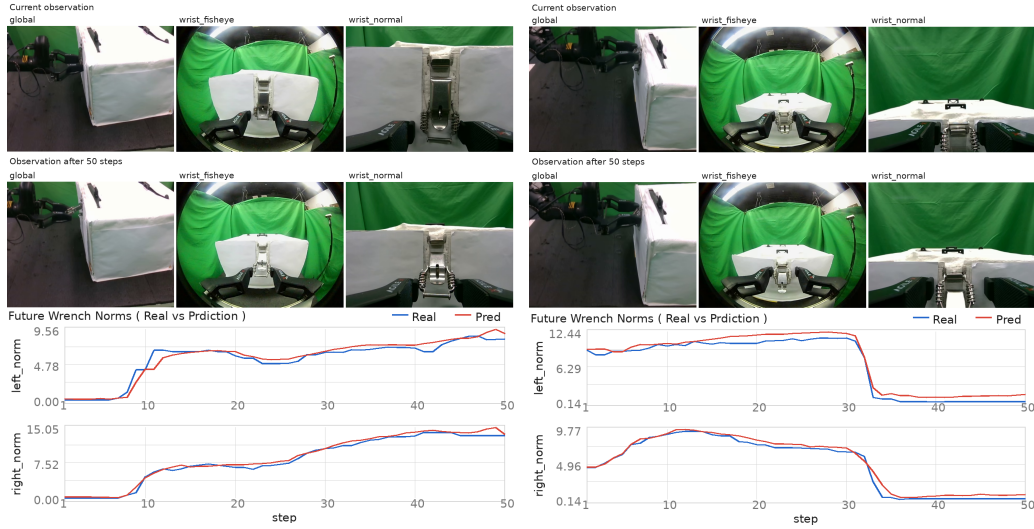 Current observation
global
wrist_fisheye
wrist_normal
Observation after 50 steps
global
wrist_fisheye
wrist_normal
Future Wrench Norms ( Real vs Prdiction )
Real
Pred
left_norm
9.56
4.78
0.00
1
10
20
30
40
50
right_norm
15.05
7.52
0.00
1
10
20
30
40
50
step
Current observation
global
wrist_fisheye
wrist_normal
Observation after 50 steps
global
wrist_fisheye
wrist_normal
Future Wrench Norms ( Real vs Prdiction )
Real
Pred
left_norm
12.44
6.29
0.14
1
10
20
30
40
50
right_norm
9.77
4.96
0.14
1
10
20
30
40
50
step